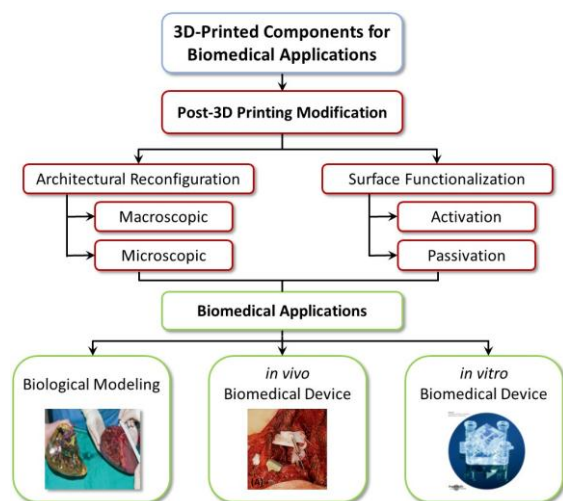 3D-Printed Components for
Biomedical Applications
Post-3D Printing Modification
Architectural Reconfiguration
Surface Functionalization
Macroscopic
Activation
Microscopic
Passivation
Biomedical Applications
Biological Modeling
in vivo
Biomedical Device
in vitro
Biomedical Device
(A)